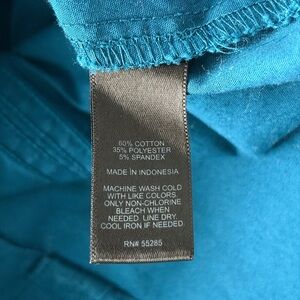 60% COTTON
35% POLYESTER
5% SPANDEX
MADE IN INDONESIA
MACHINE WASH COLD
WITH LIKE COLORS.
ONLY NON-CHLORINE
BLEACH WHEN
NEEDED. LINE DRY.
COOL IRON IF NEEDED.
RN# 55285